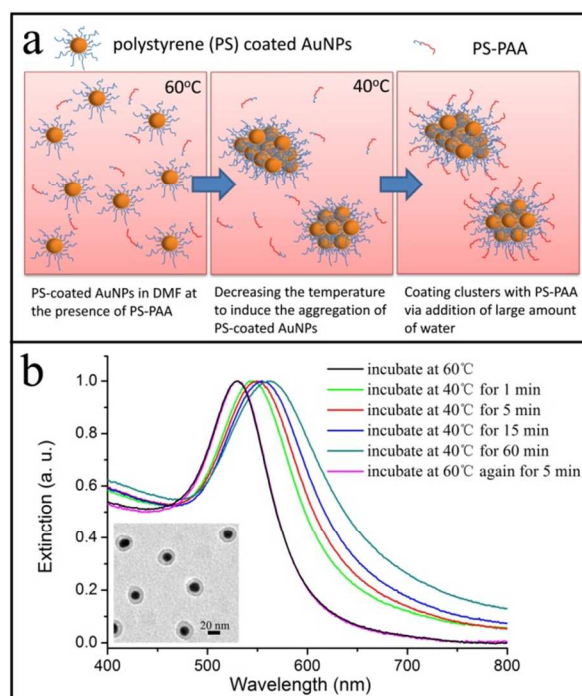 a
polystyrene (PS) coated AuNPs
PS-PAA
60°C
40°C
PS-coated AuNPs in DMF at
the presence of PS-PAA
Decreasing the temperature
to induce the aggregation of
PS-coated AuNPs
Coating clusters with PS-PAA
via addition of large amount
of water
b
incubate at 60℃
incubate at 40℃ for 1 min
incubate at 40℃ for 5 min
incubate at 40℃ for 15 min
incubate at 40℃ for 60 min
incubate at 60℃ again for 5 min
Extinction (a. u.)
1.0
0.8
0.6
0.4
0.2
0.0
20 nm
400 500 600 700 800
Wavelength (nm)